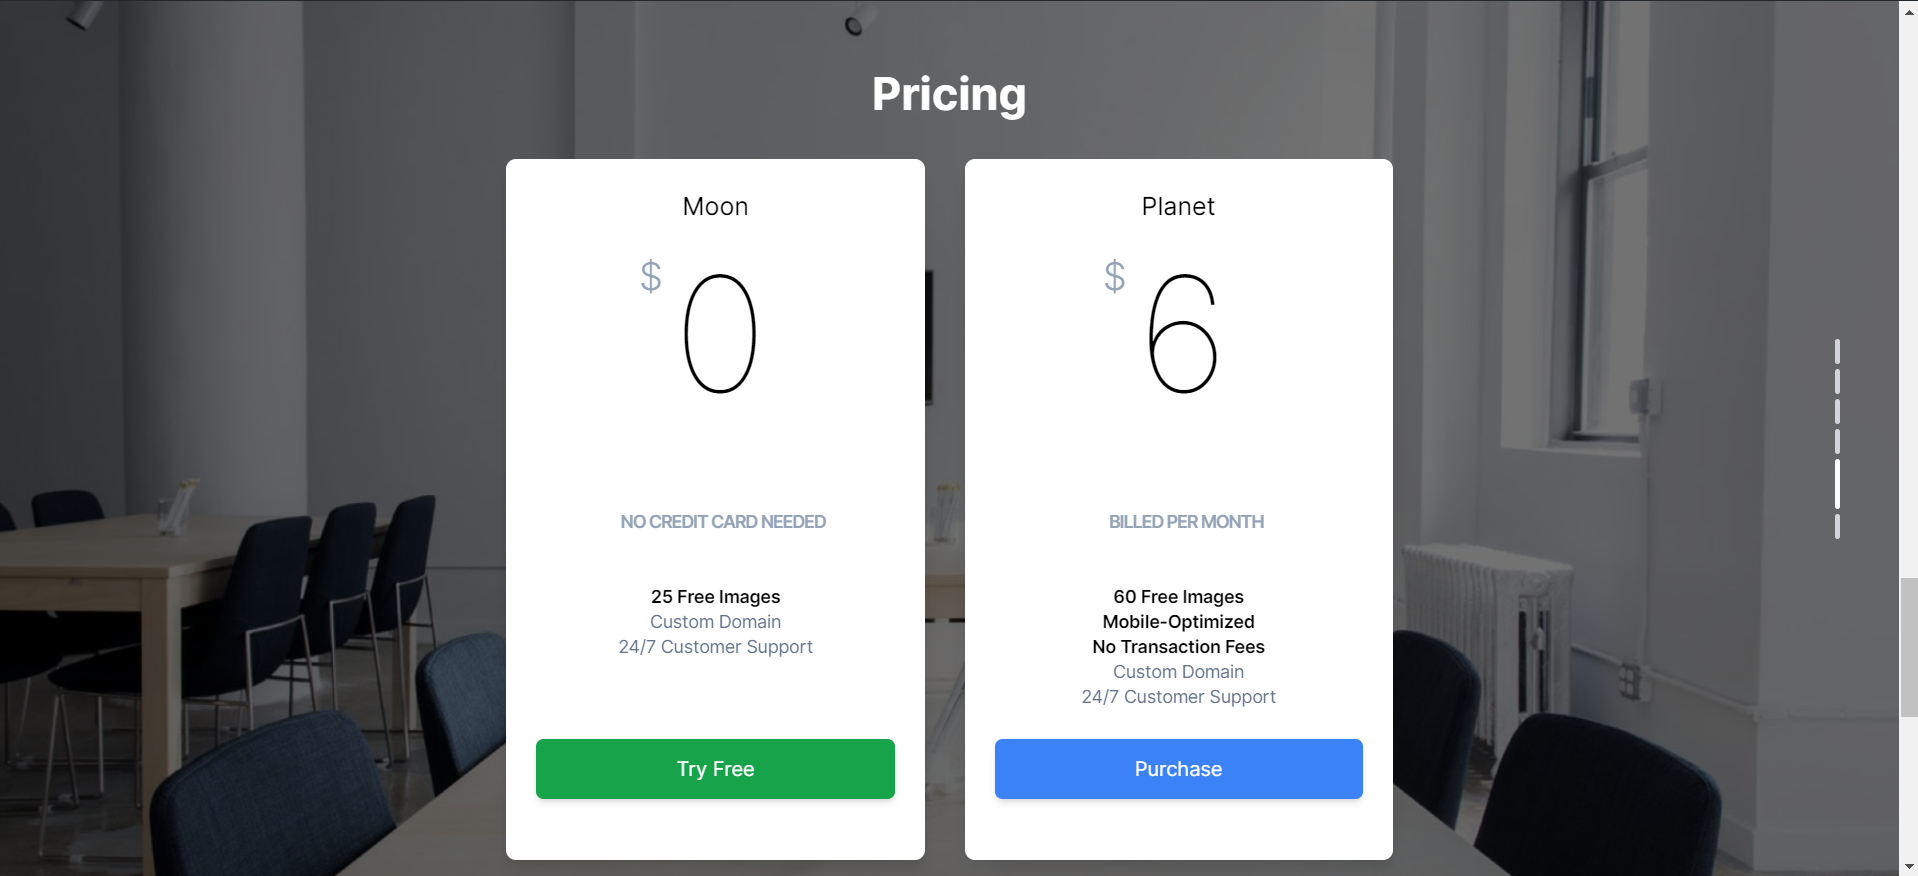 Pricing
Moon
$
0
NO CREDIT CARD NEEDED
25 Free Images
Custom Domain
24/7 Customer Support
Try Free
Planet
$
6
BILLED PER MONTH
60 Free Images
Mobile-Optimized
No Transaction Fees
Custom Domain
24/7 Customer Support
Purchase